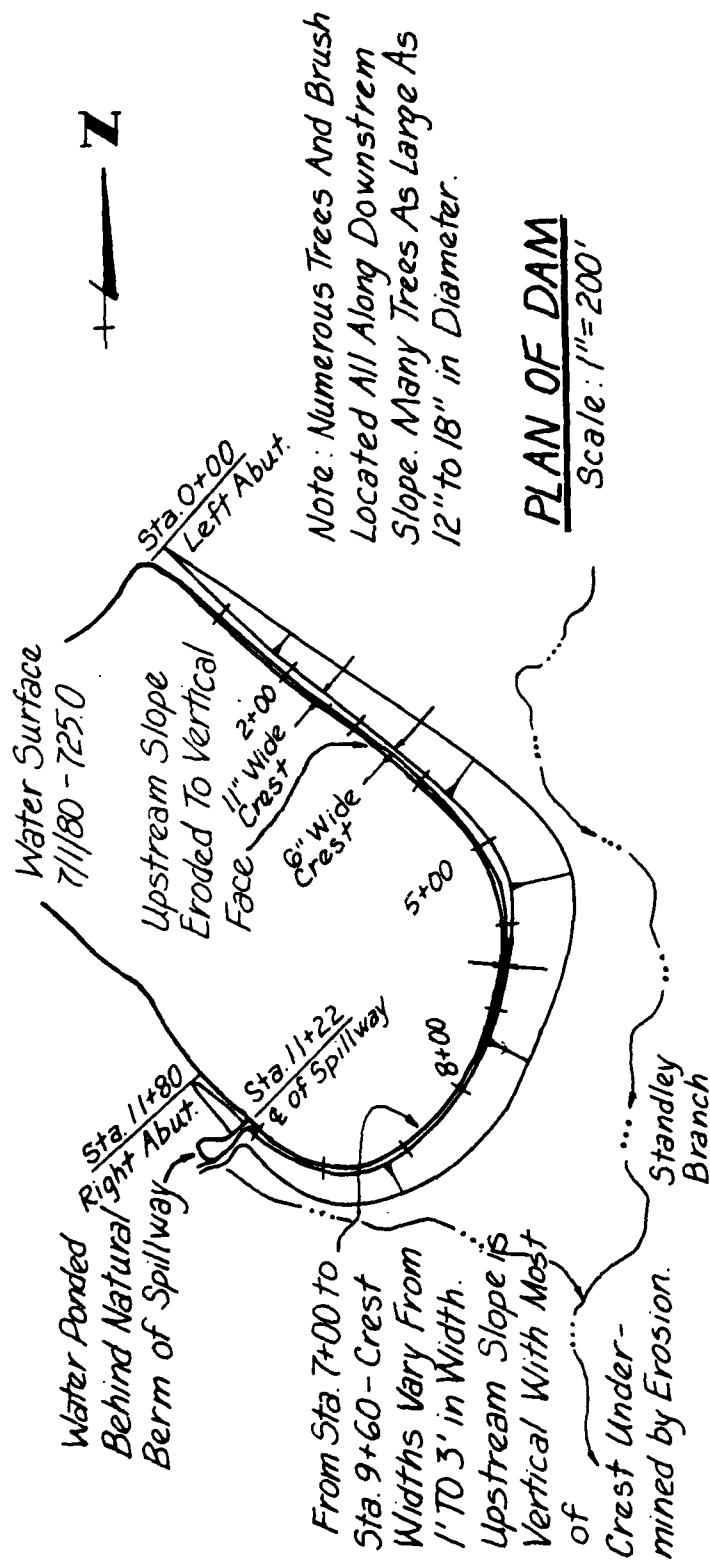 Water Surface
7/1/80 - 725.0
Z
Upstream Slope
Eroded To Vertical
Face
Sta. 0+00
Left Abut.
2+00
11" Wide
Crest
6" Wide
Crest
5+00
8+00
Sta. 11+80
Right Abut.
Sta. 11+22
℄ of Spillway
Water Ponded
Behind Natural
Berm of Spillway
From Sta. 7+00 to
Sta. 9+60 - Crest
Widths Vary From
1' TO 3' in Width.
Upstream Slope is
Vertical With Most
of
Crest Under-
mined by Erosion.
Standley
Branch
Note: Numerous Trees And Brush
Located All Along Downstrem
Slope. Many Trees As Large As
12" to 18" in Diameter.
PLAN OF DAM
Scale: 1" = 200'